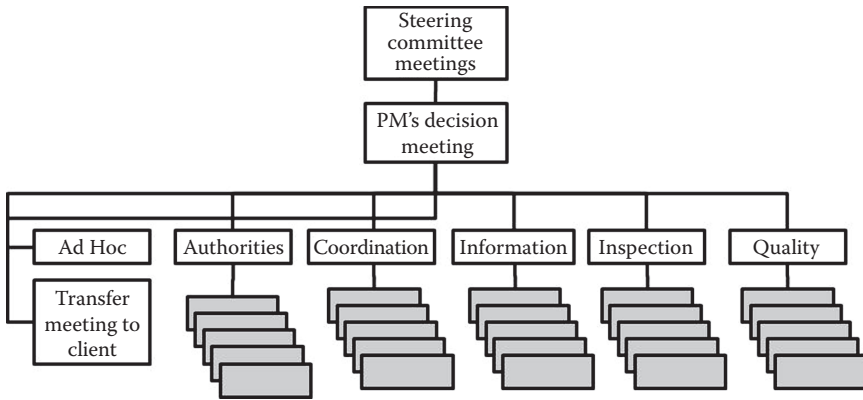 Steering
committee
meetings
PM's decision
meeting
Ad Hoc
Authorities
Coordination
Information
Inspection
Quality
Transfer
meeting to
client